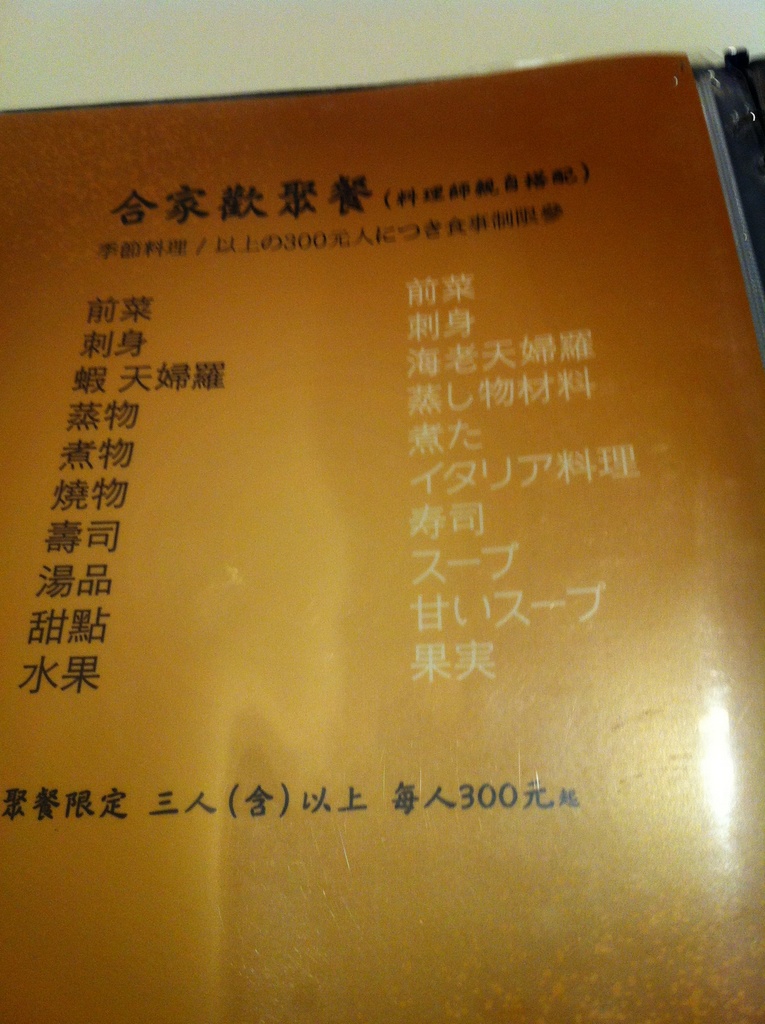 合家歡聚餐(料理師親自搭配)
季節料理/以上の300元人につき食事制限參
前菜 前菜
刺身 刺身
蝦 天婦羅 海老天婦羅
蒸物 蒸し物材料
煮物 煮た
燒物 イタリア料理
壽司 寿司
湯品 スープ
甜點 甘いスープ
水果 果実
聚餐限定 三人(含)以上 每人300元起